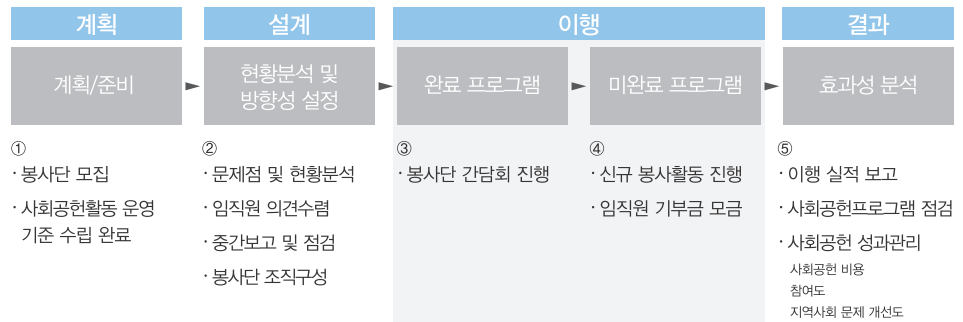 계획
설계
이행
결과
계획/준비
현황분석 및
방향성 설정
완료 프로그램
미완료 프로그램
효과성 분석
①
· 봉사단 모집
· 사회공헌활동 운영
기준 수립 완료
②
· 문제점 및 현황분석
· 임직원 의견수렴
· 중간보고 및 점검
· 봉사단 조직구성
③
· 봉사단 간담회 진행
④
· 신규 봉사활동 진행
· 임직원 기부금 모금
⑤
· 이행 실적 보고
· 사회공헌프로그램 점검
· 사회공헌 성과관리
사회공헌 비용
참여도
지역사회 문제 개선도